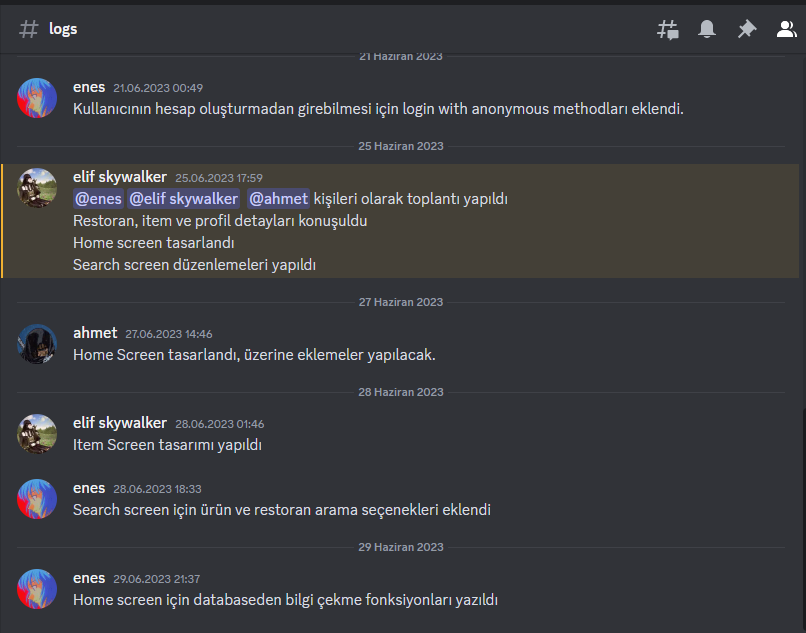 logs
21 Haziran 2023
enes 21.06.2023 00:49
Kullanıcının hesap oluşturmadan girebilmesi için login with anonymous methodları eklendi.
25 Haziran 2023
elif skywalker 25.06.2023 17:59
@enes @elif skywalker @ahmet kişileri olarak toplantı yapıldı
Restoran, item ve profil detayları konuşuldu
Home screen tasarlandı
Search screen düzenlemeleri yapıldı
27 Haziran 2023
ahmet 27.06.2023 14:46
Home Screen tasarlandı, üzerine eklemeler yapılacak.
28 Haziran 2023
elif skywalker 28.06.2023 01:46
Item Screen tasarımı yapıldı
enes 28.06.2023 18:33
Search screen için ürün ve restoran arama seçenekleri eklendi
29 Haziran 2023
enes 29.06.2023 21:37
Home screen için databaseden bilgi çekme fonksiyonları yazıldı